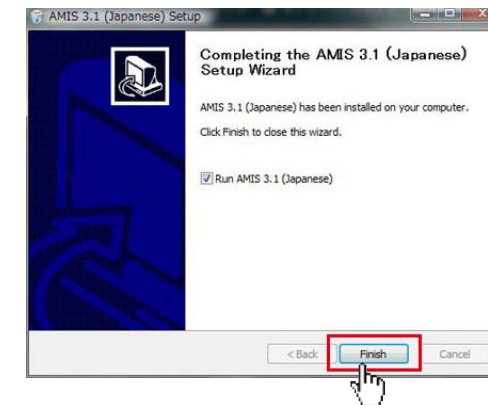 AMIS 3.1 (Japanese) Setup
Completing the AMIS 3.1 (Japanese)
Setup Wizard
AMIS 3.1 (Japanese) has been installed on your computer.
Click Finish to close this wizard.
Run AMIS 3.1 (Japanese)
< Back
Finish
Cancel